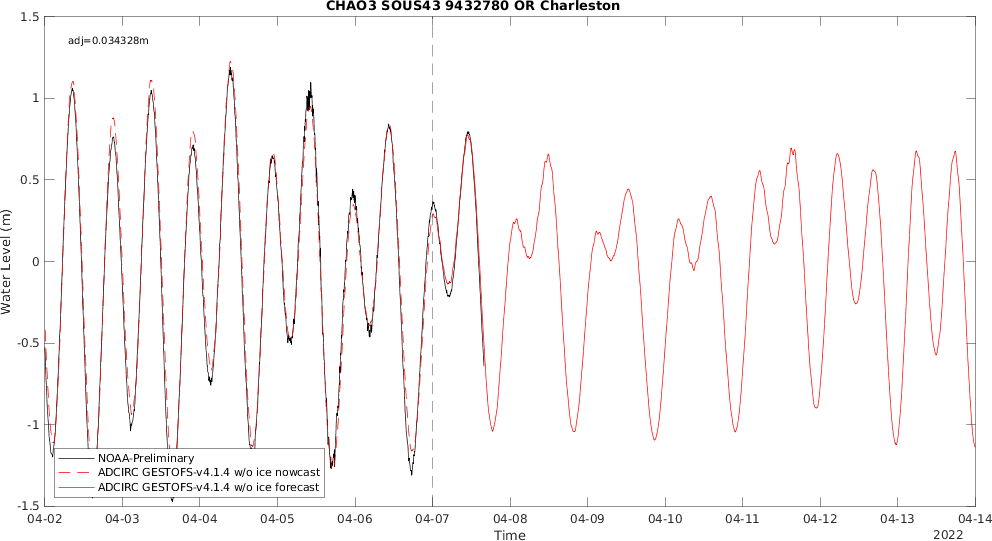 CHAO3 SOUS43 9432780 OR Charleston
adj=0.034328m
Water Level (m)
1.5
1
0.5
0
-0.5
-1
-1.5
NOAA-Preliminary
ADCIRC GESTOFS-v4.1.4 w/o ice nowcast
ADCIRC GESTOFS-v4.1.4 w/o ice forecast
04-02 04-03 04-04 04-05 04-06 04-07 04-08 04-09 04-10 04-11 04-12 04-13 04-14
Time
2022